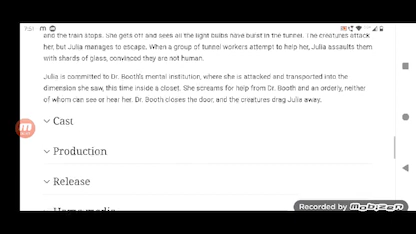 7:51 m
and the train stops. She gets off and sees all the light bulbs have burst in the tunnel. The creatures attack
her, but Julia manages to escape. When a group of tunnel workers attempt to help her, Julia assaults them
with shards of glass, convinced they are not human.
Julia is committed to Dr. Booth's mental institution, where she is attacked and transported into the
dimension she saw, this time inside a closet. She screams for help from Dr. Booth and an orderly, neither
of whom can see or hear her. Dr. Booth closes the door, and the creatures drag Julia away.
Cast
Production
Release
Home media
Recorded by Mobizen